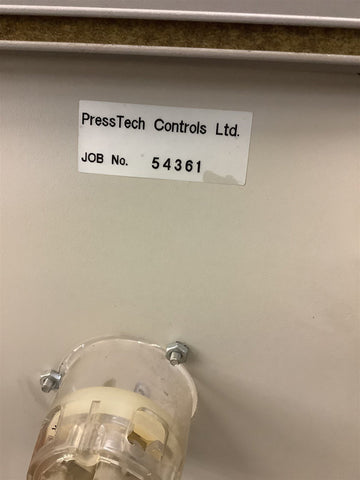 PressTech Controls Ltd.
JOB No. 54361